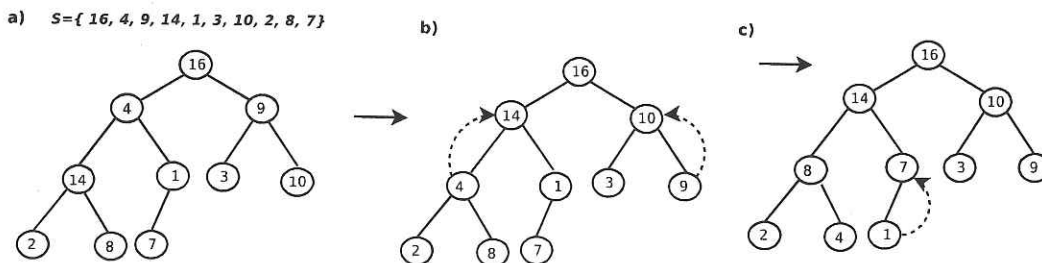 a) S={ 16, 4, 9, 14, 1, 3, 10, 2, 8, 7}
16
4 9
14 1 3 10
2 8 7
b)
16
14 10
4 1 3 9
2 8 7
c)
16
14 10
8 7 3 9
2 4 1